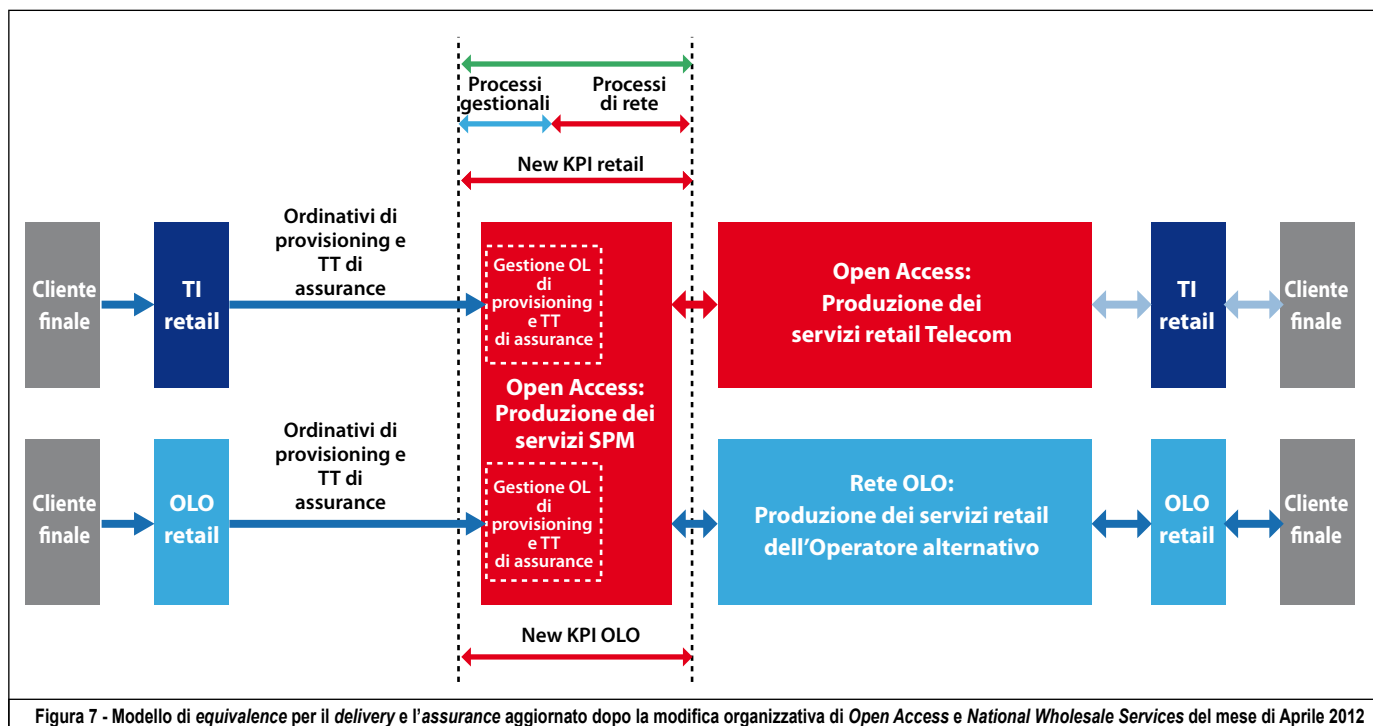 Processi
gestionali
Processi
di rete
New KPI retail
Cliente
finale
TI
retail
Ordinativi di
provisioning e
TT di
assurance
Gestione OL
di
provisioning
e TT
di assurance
Open Access:
Produzione dei
servizi SPM
Open Access:
Produzione dei
servizi retail Telecom
TI
retail
Cliente
finale
Cliente
finale
OLO
retail
Ordinativi di
provisioning e
TT di
assurance
Gestione OL
di
provisioning
e TT
di assurance
Rete OLO:
Produzione dei servizi retail
dell’Operatore alternativo
OLO
retail
Cliente
finale
New KPI OLO
Figura 7 - Modello di equivalence per il delivery e l’assurance aggiornato dopo la modifica organizzativa di Open Access e National Wholesale Services del mese di Aprile 2012